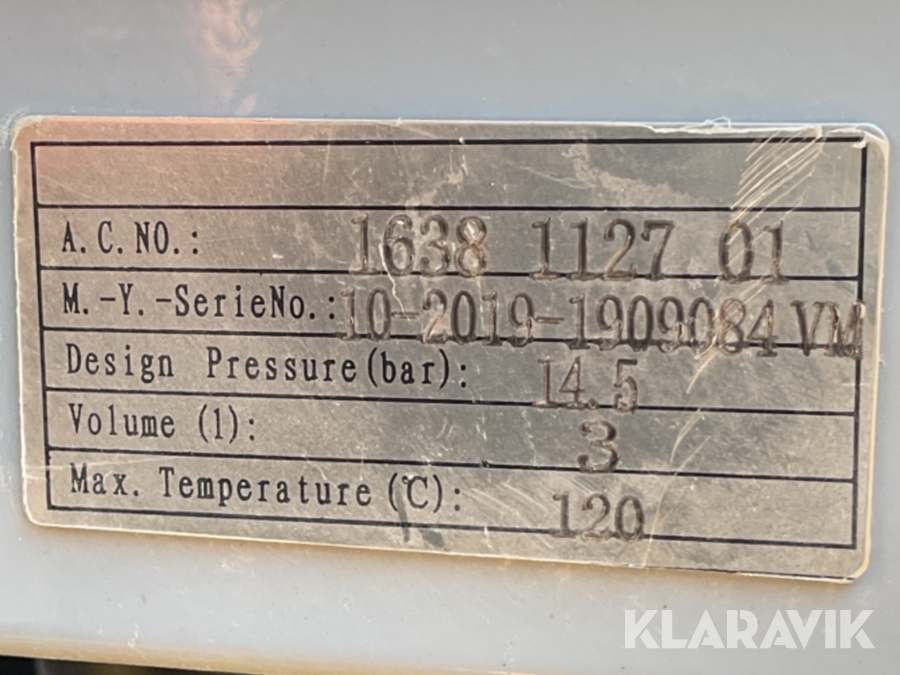 A.C.NO.: 1638 1127 01
M.-Y.-SerieNo.: 10-2019-1909084 VM
Design Pressure(bar): 14.5
Volume (l): 3
Max. Temperature(℃): 120
KLARAVIK